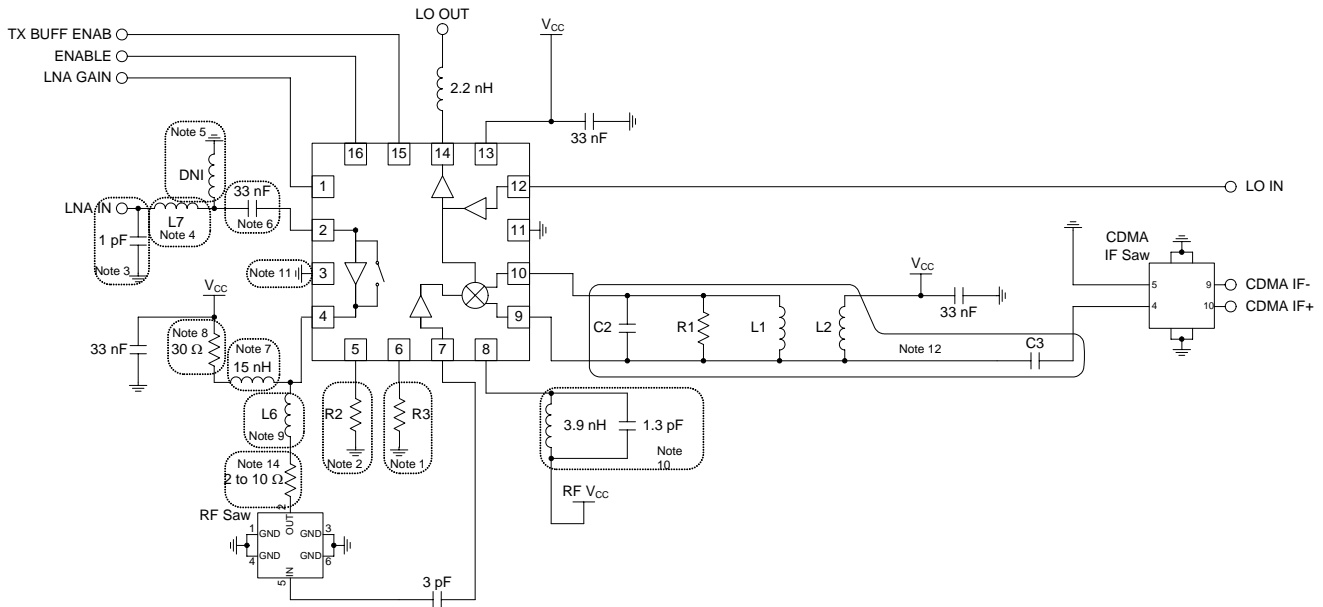 LO OUT
TX BUFF ENAB
ENABLE
LNA GAIN
VCC
2.2 nH
33 nF
Note 5
DNI
16
15
14
13
1
12
LO IN
33 nF
LNA IN
L7
Note 4
Note 6
2
11
1 pF
Note 3
Note 11
3
10
CDMA
IF Saw
5
9
CDMA IF-
4
10
CDMA IF+
VCC
33 nF
VCC
4
9
Note 8
30 Ω
33 nF
Note 7
15 nH
C2
R1
L1
L2
Note 12
C3
5
6
7
8
L6
Note 9
R2
Note 2
R3
Note 1
3.9 nH
1.3 pF
Note
10
Note 14
2 to 10 Ω
RF VCC
RF Saw
2
OUT
1
GND
GND
3
4
GND
GND
6
IN
5
3 pF